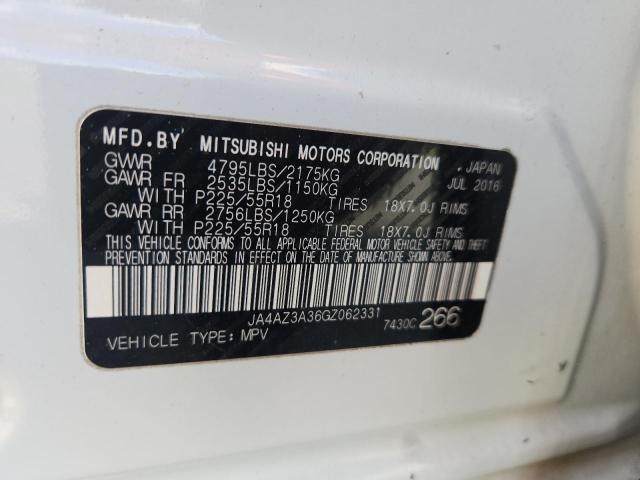 MFD.BY MITSUBISHI MOTORS CORPORATION . JAPAN
GWWR 4795LBS/2175KG JUL 2016
GAWR FR 2535LBS/1150KG
WITH P225/55R18 TIRES 18X7.0J RIMS
GAWR RR 2756LBS/1250KG
WITH P225/55R18 TIRES 18X7.0J RIMS
THIS VEHICLE CONFORMS TO ALL APPLICABLE FEDERAL MOTOR VEHICLE SAFETY AND THEFT
PREVENTION STANDARDS IN EFFECT ON THE DATE OF MANUFACTURE SHOWN ABOVE.
JA4AZ3A36GZ062331 7430C 266
VEHICLE TYPE: MPV